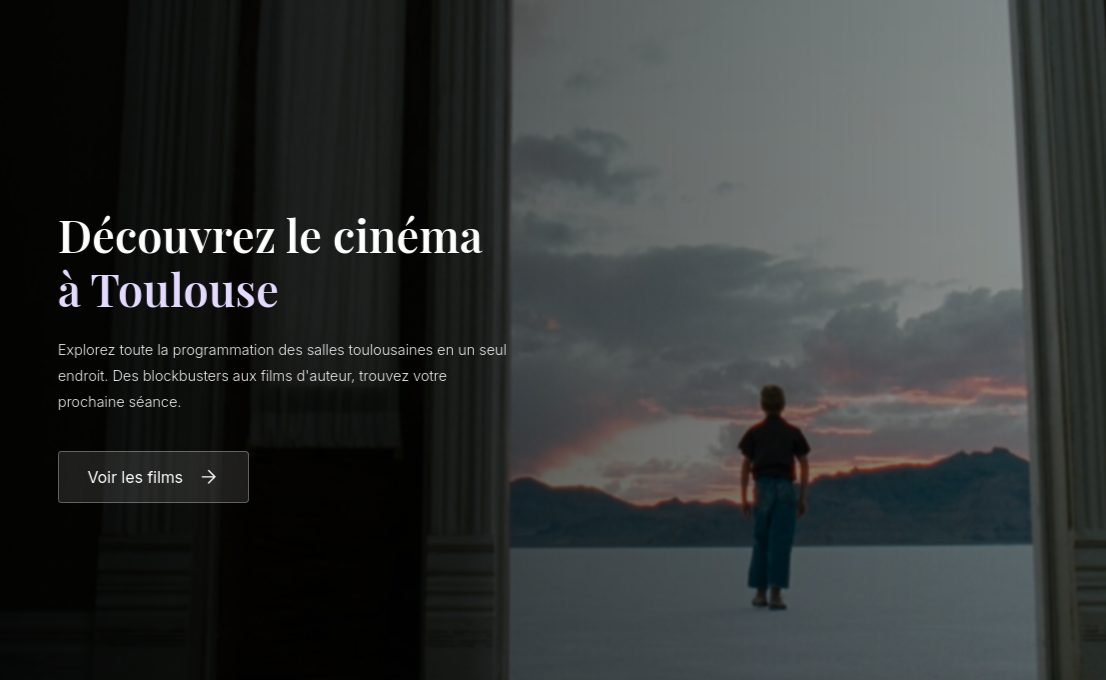 Découvrez le cinéma
à Toulouse
Explorez toute la programmation des salles toulousaines en un seul
endroit. Des blockbusters aux films d'auteur, trouvez votre
prochaine séance.
Voir les films